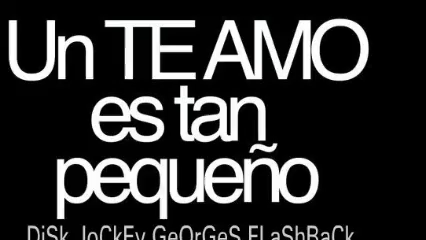 Un TE AMO
es tan
pequeño
DiSk JoCkEy GeOrGeS FLaShBaCk